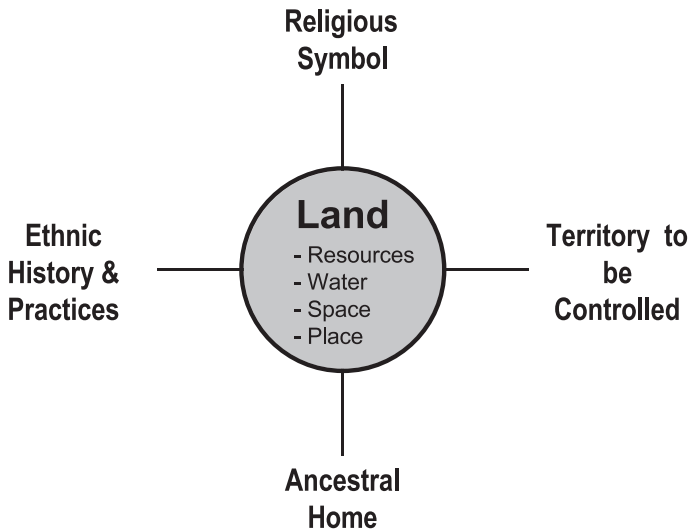 Religious
Symbol
Ethnic
History &
Practices
Land
- Resources
- Water
- Space
- Place
Territory to
be
Controlled
Ancestral
Home